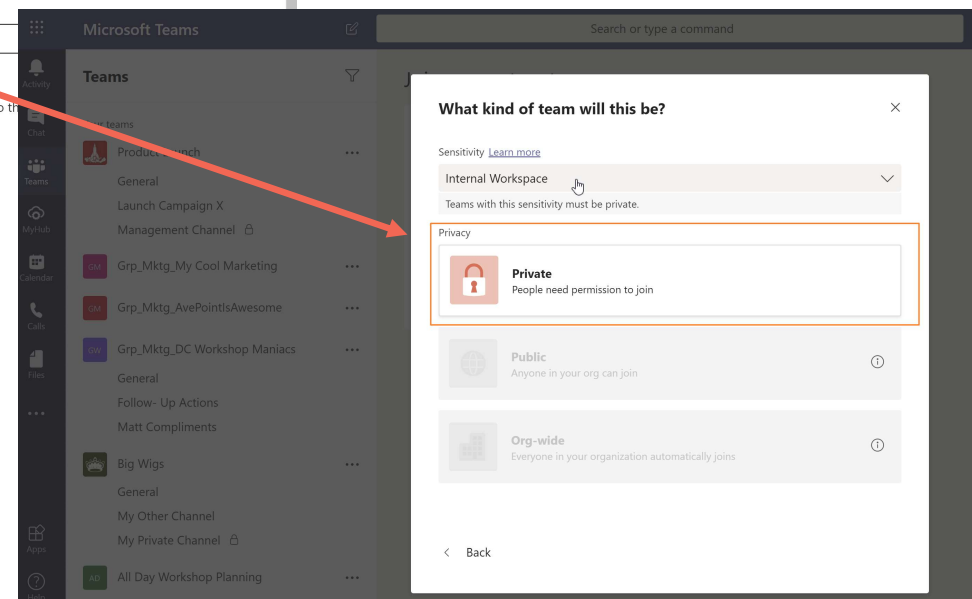 Microsoft Teams
Search or type a command
Activity
Chat
Teams
MyHub
Calendar
Calls
Files
Apps
Help
Teams
teams
Product Launch
General
Launch Campaign X
Management Channel
GM
Grp_Mktg_My Cool Marketing
GM
Grp_Mktg_AvePointIsAwesome
GW
Grp_Mktg_DC Workshop Maniacs
General
Follow- Up Actions
Matt Compliments
Big Wigs
General
My Other Channel
My Private Channel
AD
All Day Workshop Planning
What kind of team will this be?
Sensitivity Learn more
Internal Workspace
Teams with this sensitivity must be private.
Privacy
Private
People need permission to join
Public
Anyone in your org can join
Org-wide
Everyone in your organization automatically joins
< Back